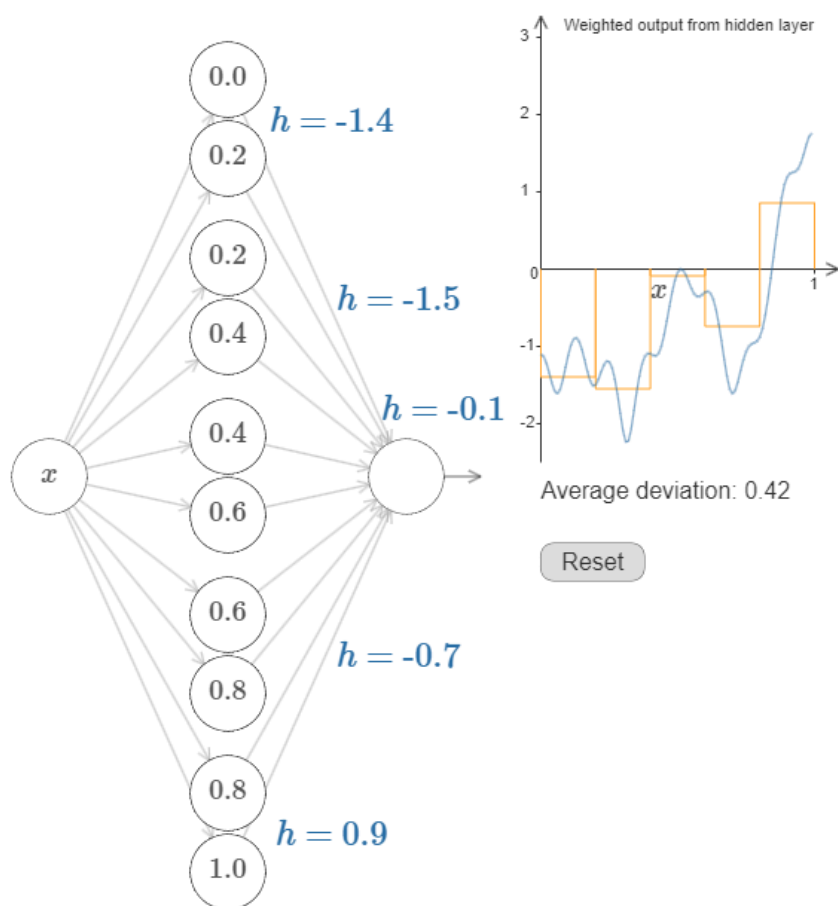 0.0
h = -1.4
0.2
0.2
h = -1.5
0.4
h = -0.1
0.4
x
0.6
0.6
h = -0.7
0.8
0.8
h = 0.9
1.0
Weighted output from hidden layer
3
2
1
0
x
1
-1
-2
Average deviation: 0.42
Reset